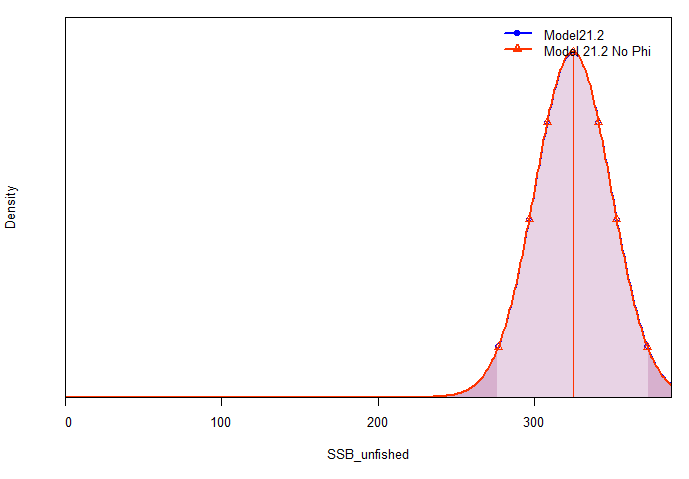 Model21.2
Model 21.2 No Phi
Density
0 100 200 300
SSB_unfished